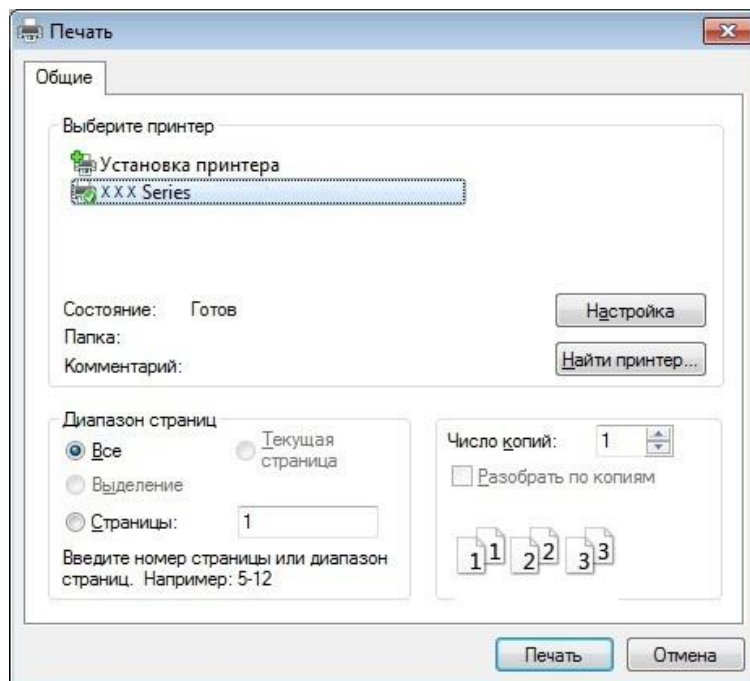 Печать
Общие
Выберите принтер
Установка принтера
X X X Series
Состояние: Готов
Настройка
Папка:
Комментарий:
Найти принтер...
Диапазон страниц
Все
Текущая
страница
Выделение
Страницы: 1
Введите номер страницы или диапазон
страниц. Например: 5-12
Число копий: 1
Разобрать по копиям
1 1 2 2 3 3
Печать
Отмена